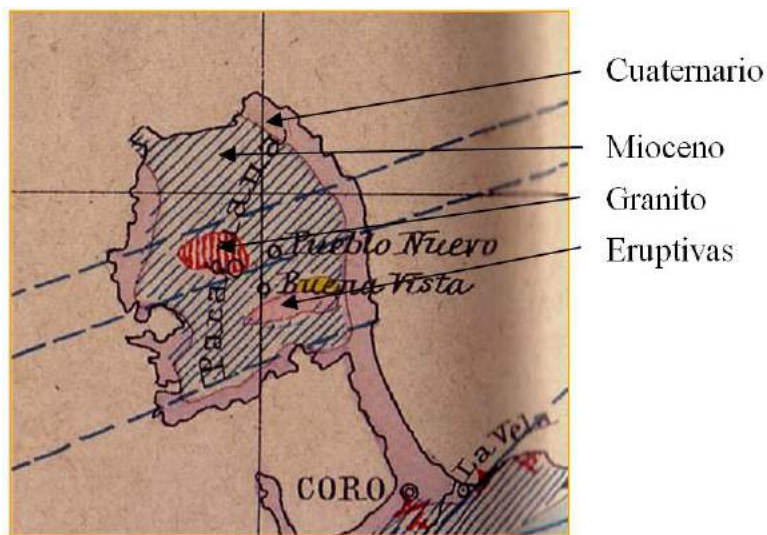 Cuaternario
Mioceno
Granito
Eruptivas
Paraguaná
Pueblo Nuevo
Buena Vista
CORO
La Vela